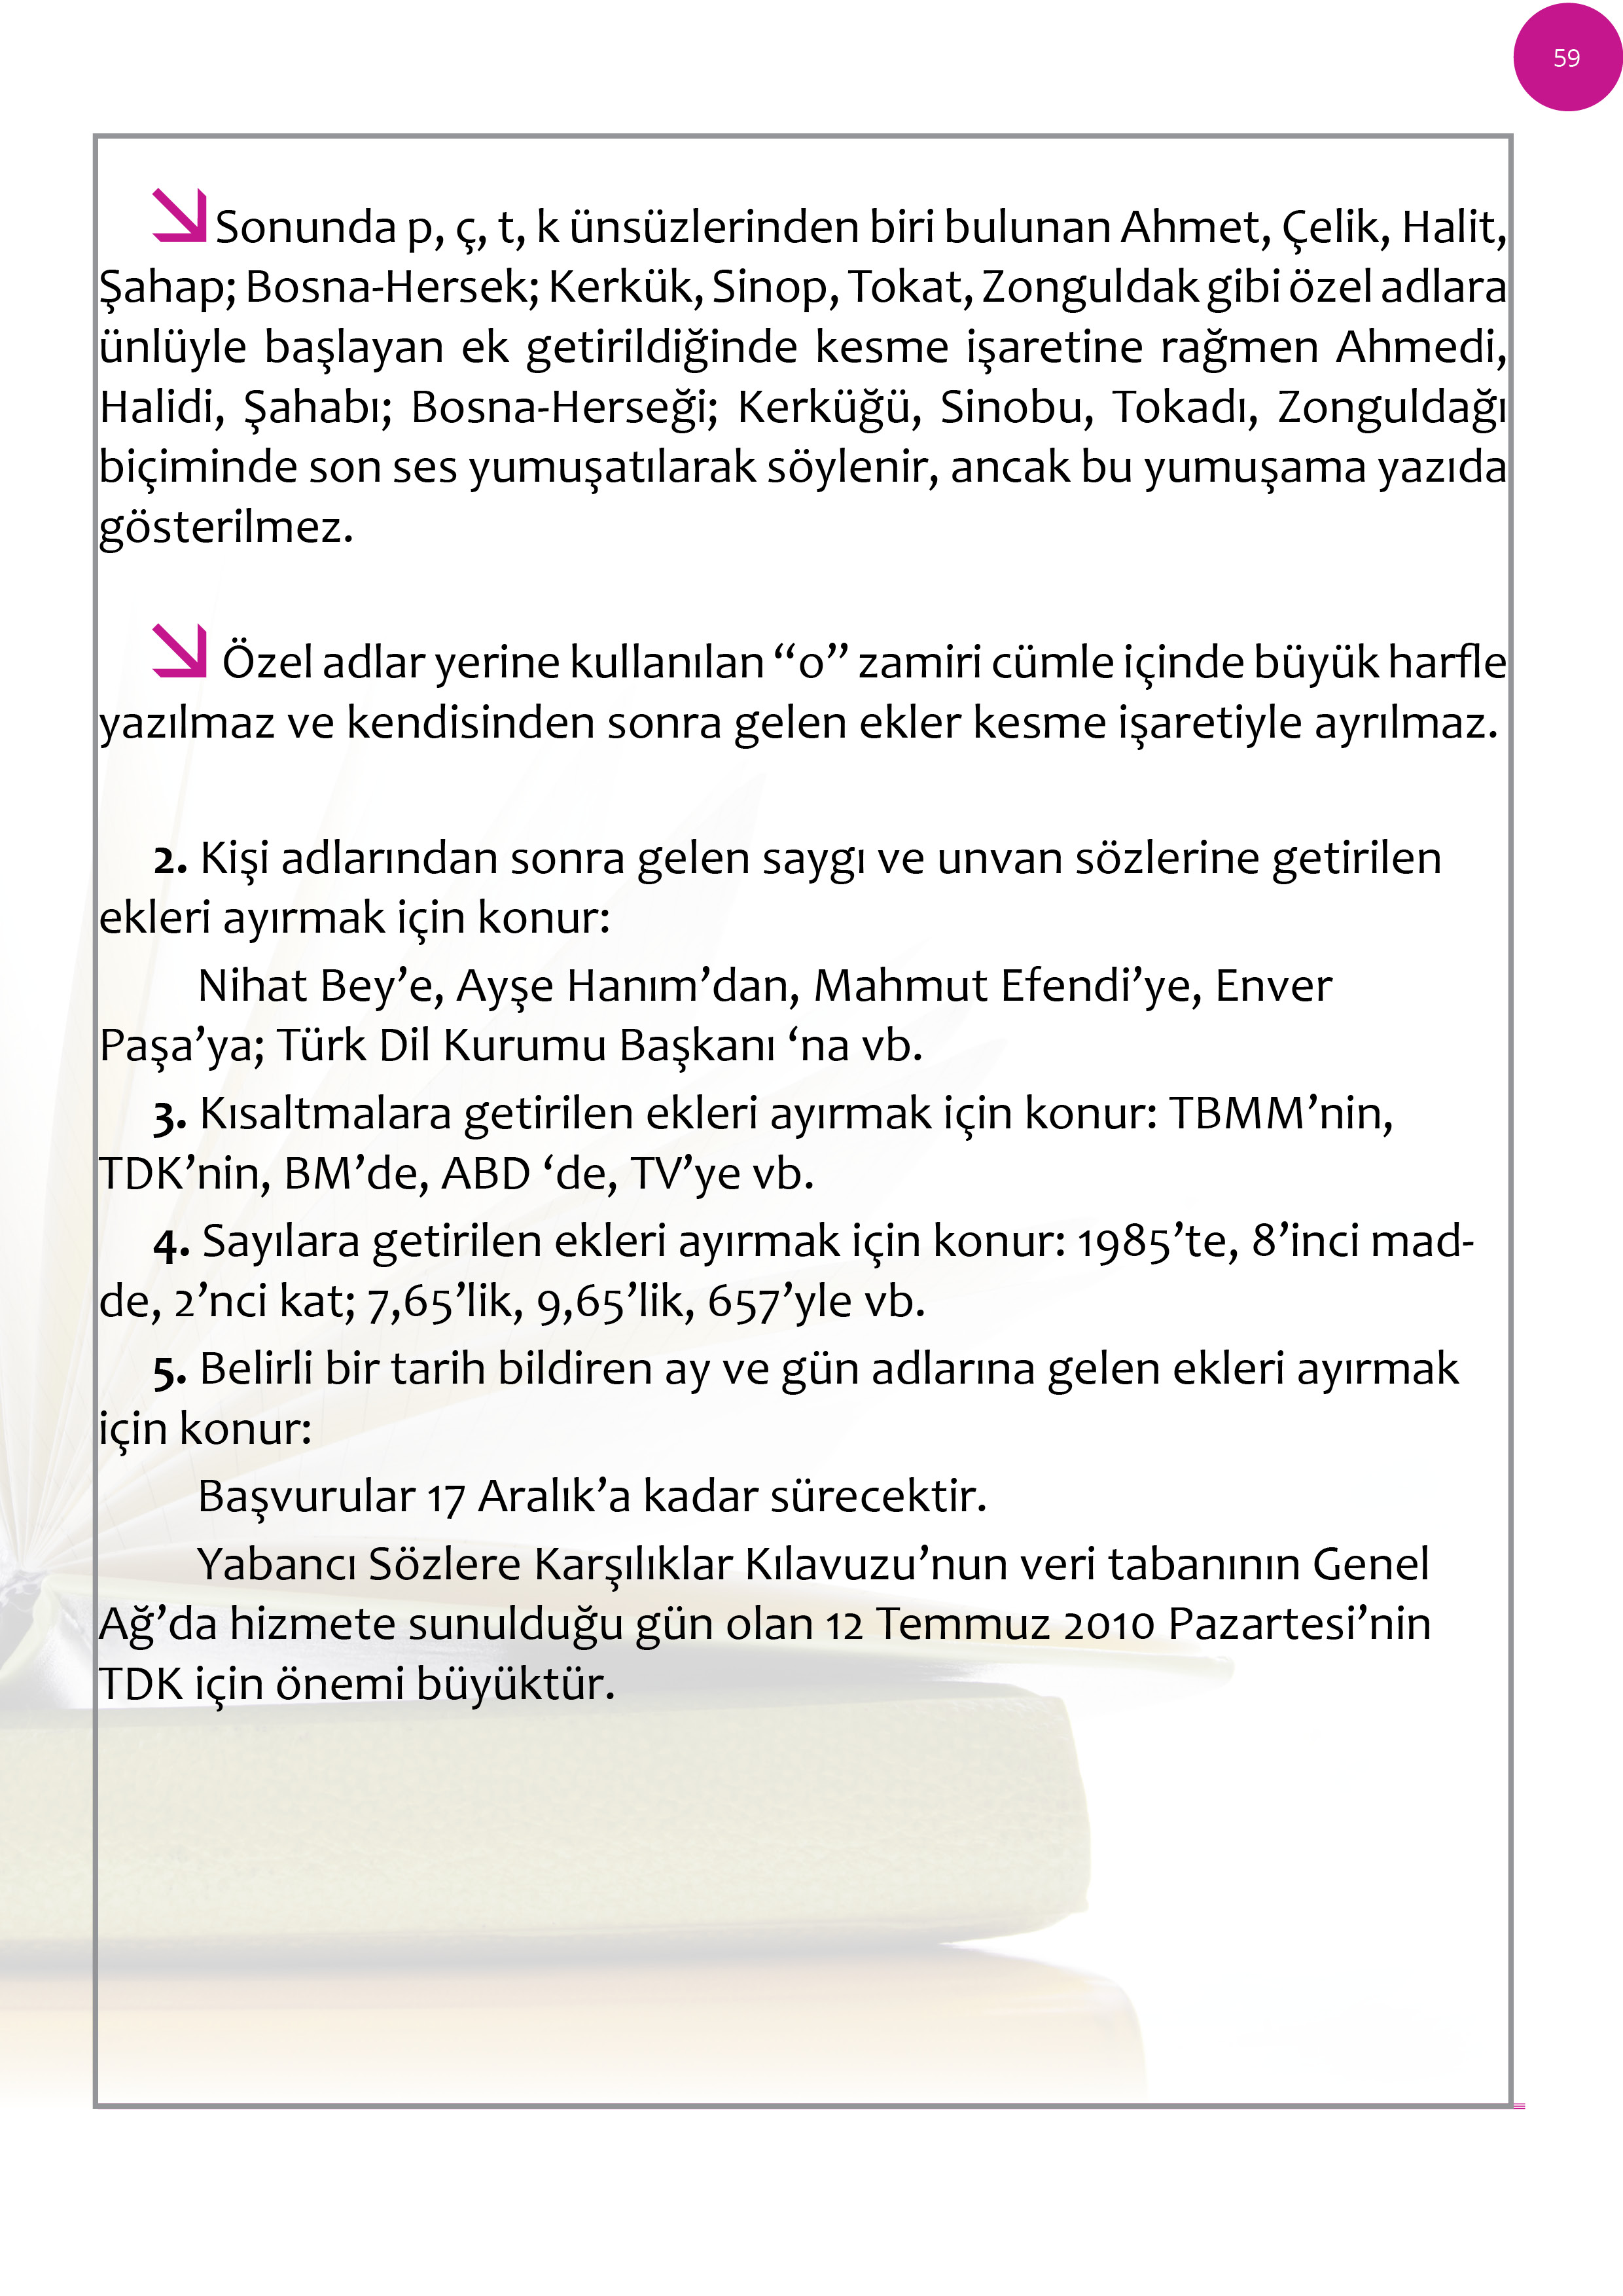 59
Sonunda p, ç, t, k ünsüzlerinden biri bulunan Ahmet, Çelik, Halit,
Şahap; Bosna-Hersek; Kerkük, Sinop, Tokat, Zonguldak gibi özel adlara
ünlüyle başlayan ek getirildiğinde kesme işaretine rağmen Ahmedi,
Halidi, Şahabı; Bosna-Herseği; Kerküğü, Sinobu, Tokadı, Zonguldağı
biçiminde son ses yumuşatılarak söylenir, ancak bu yumuşama yazıda
gösterilmez.
Özel adlar yerine kullanılan “o” zamiri cümle içinde büyük harfle
yazılmaz ve kendisinden sonra gelen ekler kesme işaretiyle ayrılmaz.
2. Kişi adlarından sonra gelen saygı ve unvan sözlerine getirilen
ekleri ayırmak için konur:
Nihat Bey’e, Ayşe Hanım’dan, Mahmut Efendi’ye, Enver
Paşa’ya; Türk Dil Kurumu Başkanı ‘na vb.
3. Kısaltmalara getirilen ekleri ayırmak için konur: TBMM’nin,
TDK’nin, BM’de, ABD ‘de, TV’ye vb.
4. Sayılara getirilen ekleri ayırmak için konur: 1985’te, 8’inci mad-
de, 2’nci kat; 7,65’lik, 9,65’lik, 657’yle vb.
5. Belirli bir tarih bildiren ay ve gün adlarına gelen ekleri ayırmak
için konur:
Başvurular 17 Aralık’a kadar sürecektir.
Yabancı Sözlere Karşılıklar Kılavuzu’nun veri tabanının Genel
Ağ’da hizmete sunulduğu gün olan 12 Temmuz 2010 Pazartesi’nin
TDK için önemi büyüktür.